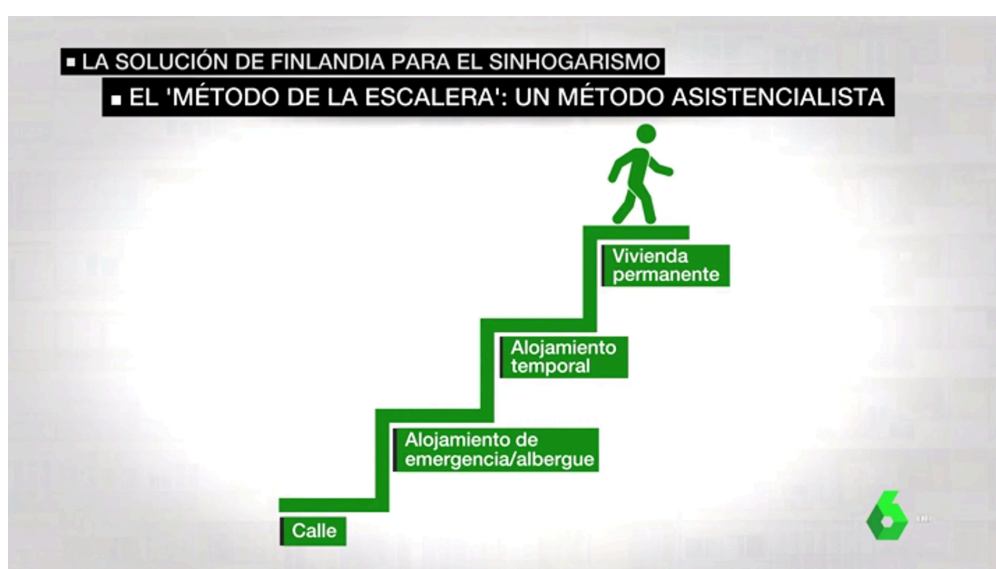 ▪ LA SOLUCIÓN DE FINLANDIA PARA EL SINHOGARISMO
▪ EL 'MÉTODO DE LA ESCALERA': UN MÉTODO ASISTENCIALISTA
Vivienda
permanente
Alojamiento
temporal
Alojamiento de
emergencia/albergue
Calle